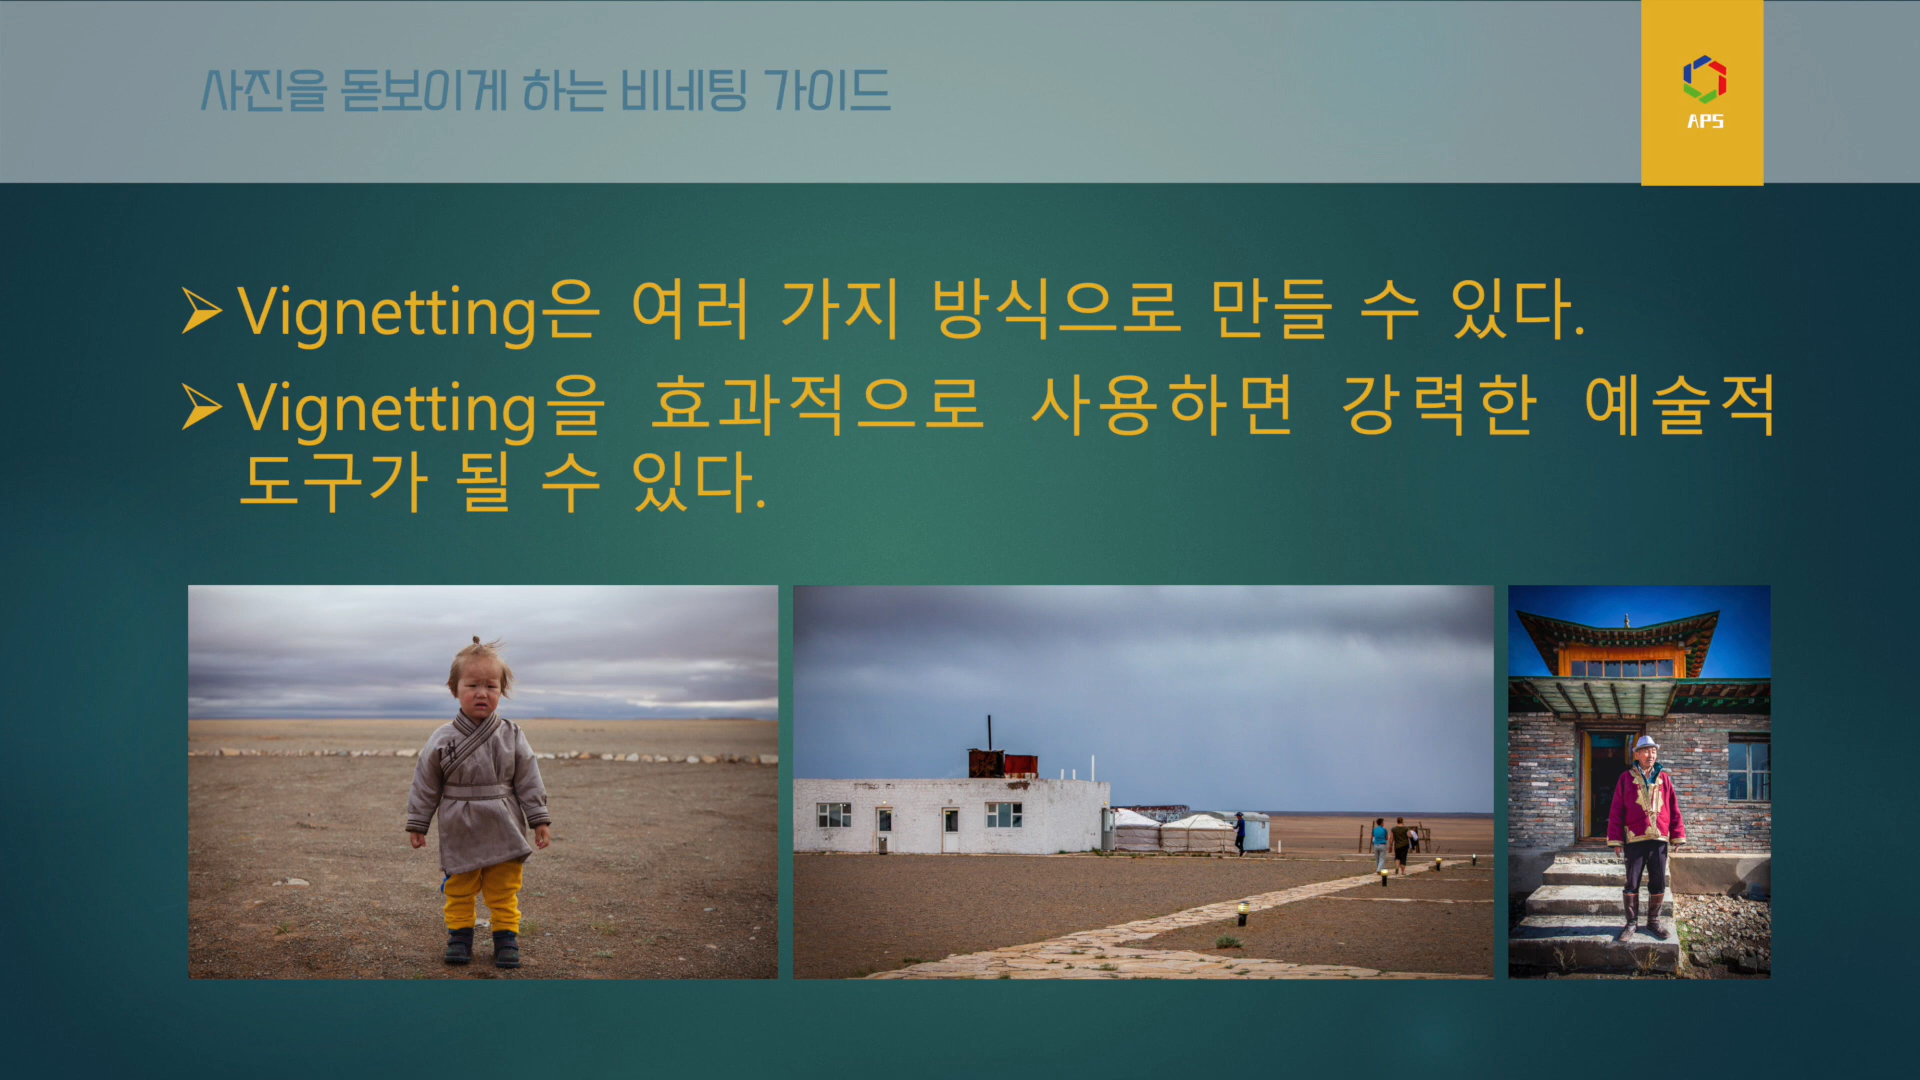 사진을 돋보이게 하는 비네팅 가이드
APS
Vignetting은 여러 가지 방식으로 만들 수 있다.
Vignetting을 효과적으로 사용하면 강력한 예술적
도구가 될 수 있다.